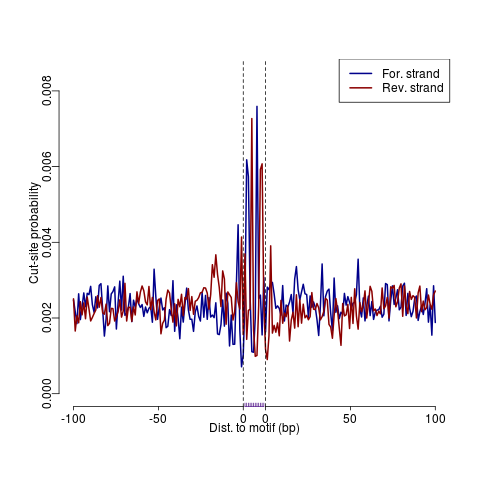 For. strand
Rev. strand
Cut-site probability
0.008
0.006
0.004
0.002
0.000
-100 -50 0 0 50 100
Dist. to motif (bp)